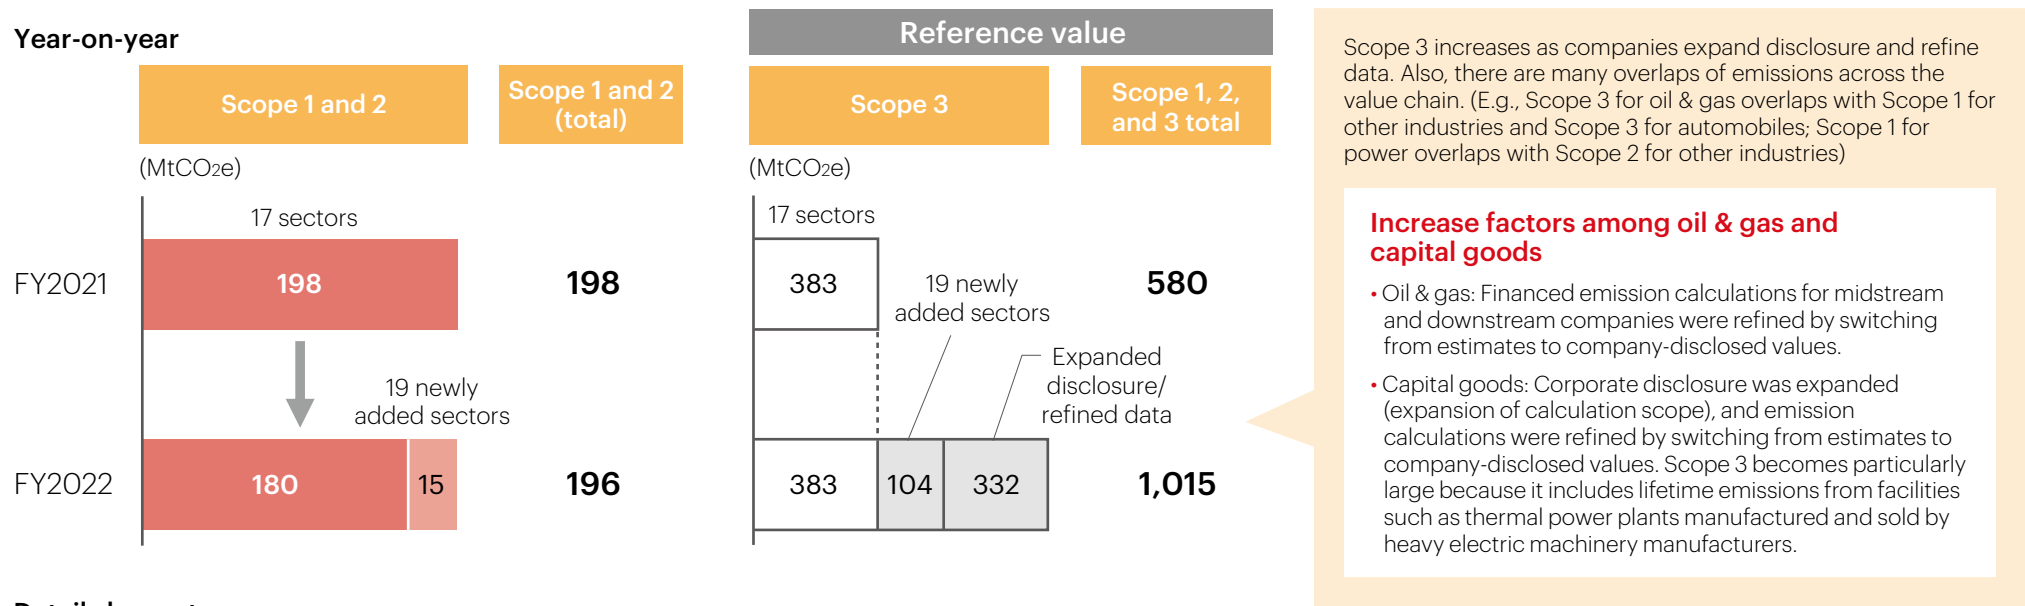 Year-on-year
Reference value
Scope 1 and 2
Scope 1 and 2
(total)
Scope 3
Scope 1, 2,
and 3 total
(MtCO2e)
(MtCO2e)
17 sectors
17 sectors
FY2021
198
198
383
580
19 newly
added sectors
Expanded
disclosure/
refined data
19 newly
added sectors
FY2022
180
15
196
383
104
332
1,015
Scope 3 increases as companies expand disclosure and refine
data. Also, there are many overlaps of emissions across the
value chain. (E.g., Scope 3 for oil & gas overlaps with Scope 1 for
other industries and Scope 3 for automobiles; Scope 1 for
power overlaps with Scope 2 for other industries)
Increase factors among oil & gas and
capital goods
• Oil & gas: Financed emission calculations for midstream
and downstream companies were refined by switching
from estimates to company-disclosed values.
• Capital goods: Corporate disclosure was expanded
(expansion of calculation scope), and emission
calculations were refined by switching from estimates to
company-disclosed values. Scope 3 becomes particularly
large because it includes lifetime emissions from facilities
such as thermal power plants manufactured and sold by
heavy electric machinery manufacturers.